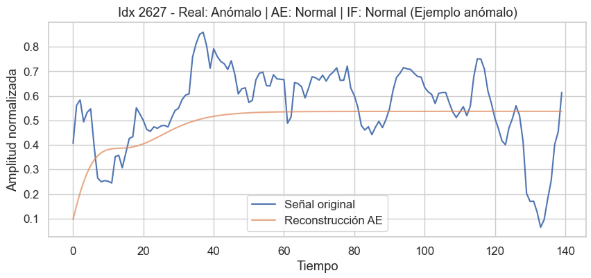 Idx 2627 - Real: Anómalo | AE: Normal | IF: Normal (Ejemplo anómalo)
Amplitud normalizada
0.8
0.7
0.6
0.5
0.4
0.3
0.2
0.1
Señal original
Reconstrucción AE
0 20 40 60 80 100 120 140
Tiempo